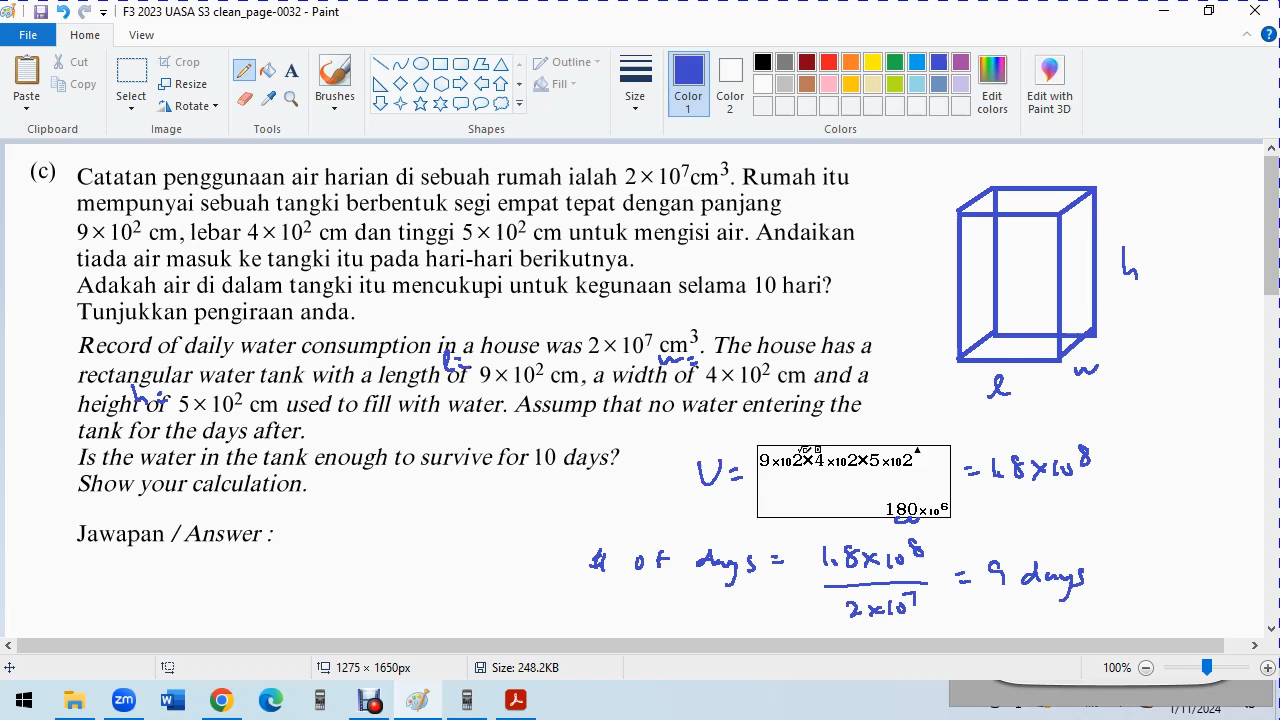 F3 2023 UASA S3 clean_page-0032 - Paint
File Home View
Paste Cut Copy Clipboard
Select Crop Resize Rotate Image
Tools
Brushes
Outline Fill Shapes
Size
Color 1 Color 2 Edit colors Colors
Edit with Paint 3D
(c) Catatan penggunaan air harian di sebuah rumah ialah 2 × 10⁷cm³. Rumah itu
mempunyai sebuah tangki berbentuk segi empat tepat dengan panjang
9 × 10² cm, lebar 4 × 10² cm dan tinggi 5 × 10² cm untuk mengisi air. Andaikan
tiada air masuk ke tangki itu pada hari-hari berikutnya.
Adakah air di dalam tangki itu mencukupi untuk kegunaan selama 10 hari?
Tunjukkan pengiraan anda.
Record of daily water consumption in a house was 2 × 10⁷ cm³. The house has a
l= w=
rectangular water tank with a length of 9 × 10² cm, a width of 4 × 10² cm and a
h=
height of 5 × 10² cm used to fill with water. Assump that no water entering the
tank for the days after.
Is the water in the tank enough to survive for 10 days?
Show your calculation.
Jawapan / Answer :
h
w
l
V = 9×102×4×102×5×102 = 1.8×10⁸
180×10⁶
# of days = 1.8×10⁸ / 2×10⁷ = 9 days
1275 × 1650px
Size: 248.2KB
100%
zm
1/11/2024